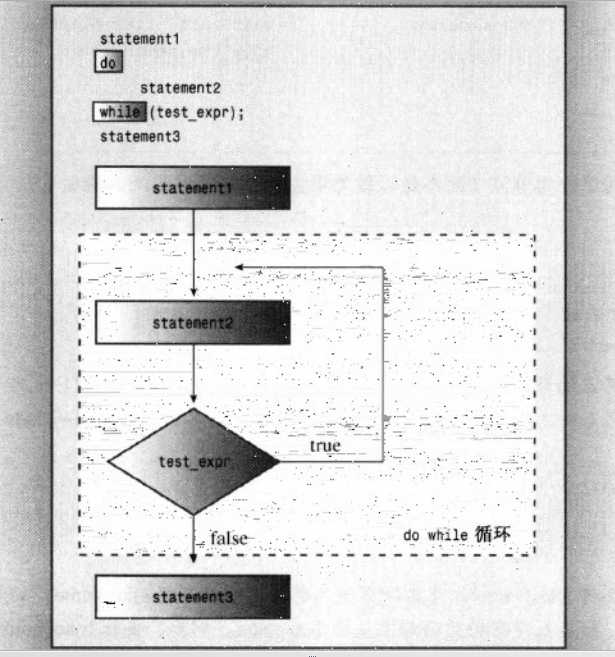 statement1
do
statement2
while (test_expr);
statement3
statement1
statement2
test_expr
true
false
do while 循环
statement3